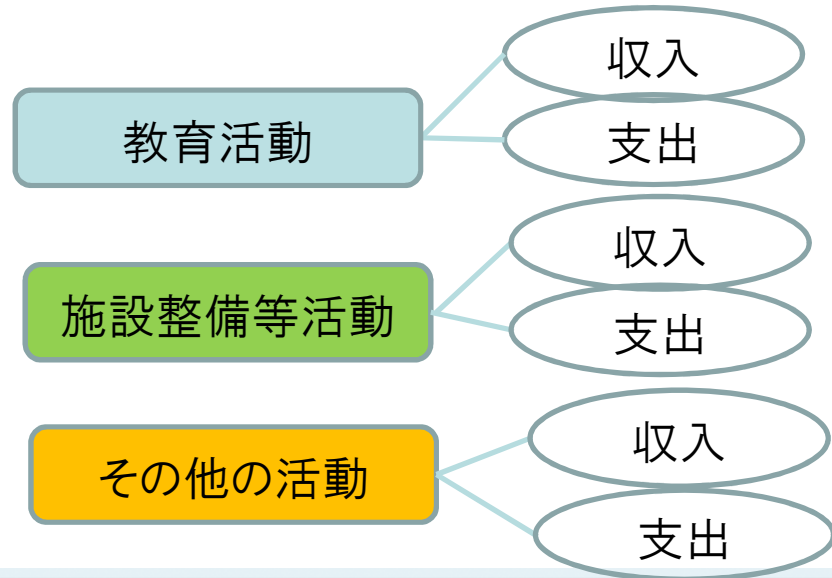 教育活動
収入
支出
施設整備等活動
収入
支出
その他の活動
収入
支出